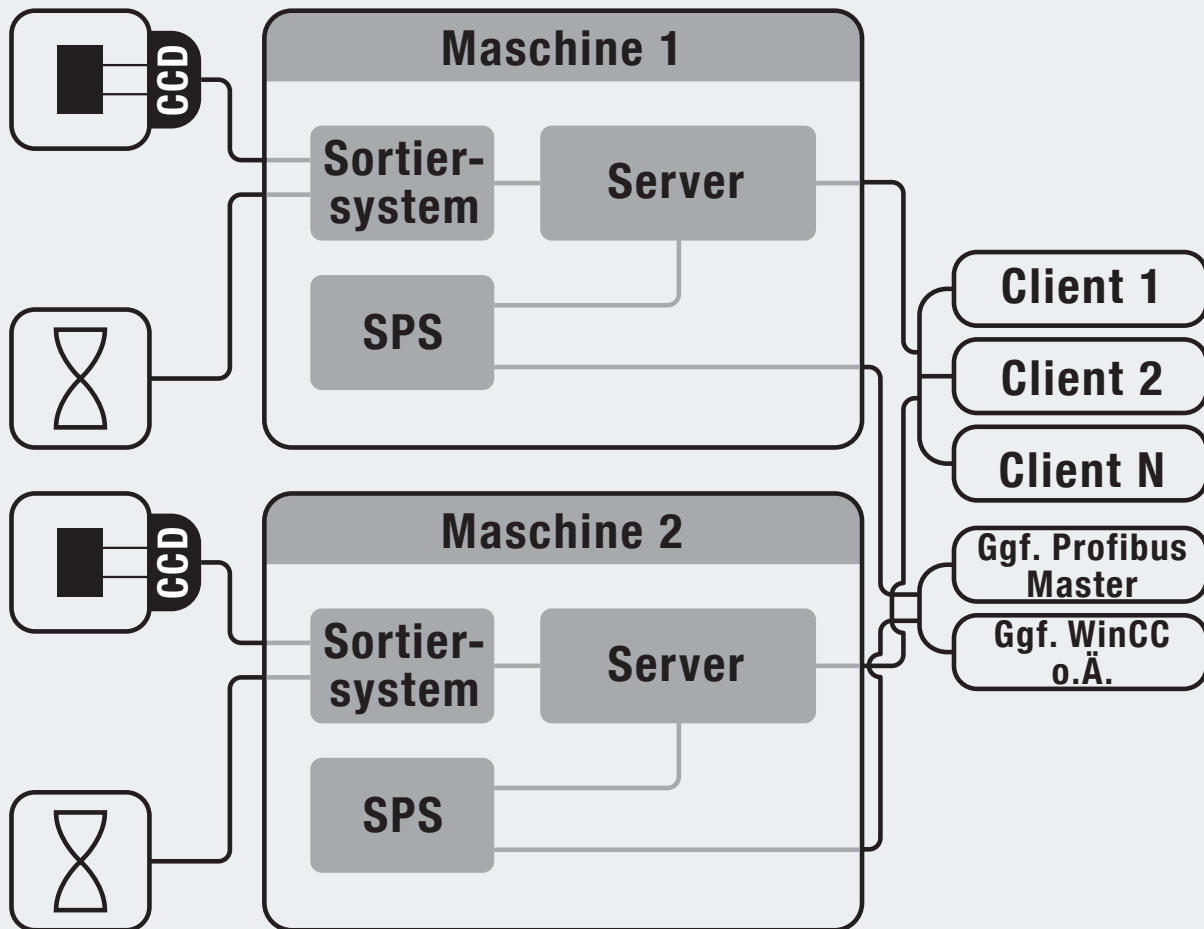 CCD
Maschine 1
Sortier-
system
Server
SPS
CCD
Maschine 2
Sortier-
system
Server
SPS
Client 1
Client 2
Client N
Ggf. Profibus
Master
Ggf. WinCC
o.Ä.